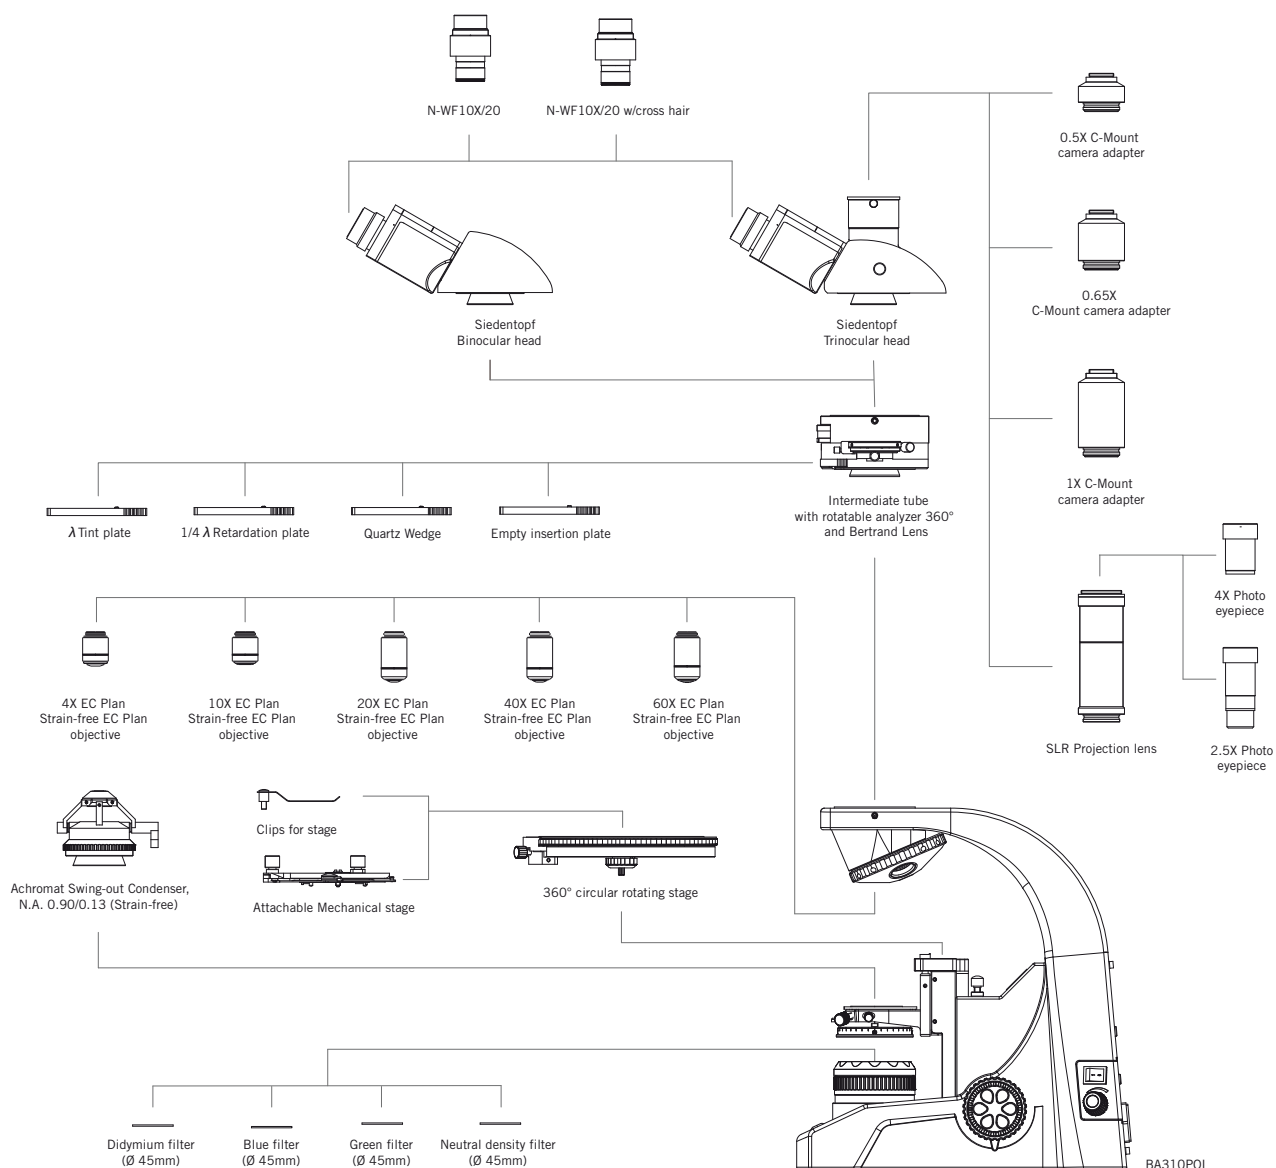 N-WF10X/20
N-WF10X/20 w/cross hair
0.5X C-Mount
camera adapter
0.65X
C-Mount camera adapter
Siedentopf
Binocular head
Siedentopf
Trinocular head
1X C-Mount
camera adapter
Intermediate tube
with rotatable analyzer 360°
and Bertrand Lens
λ Tint plate
1/4 λ Retardation plate
Quartz Wedge
Empty insertion plate
4X Photo
eyepiece
4X EC Plan
Strain-free EC Plan
objective
10X EC Plan
Strain-free EC Plan
objective
20X EC Plan
Strain-free EC Plan
objective
40X EC Plan
Strain-free EC Plan
objective
60X EC Plan
Strain-free EC Plan
objective
SLR Projection lens
2.5X Photo
eyepiece
Clips for stage
Achromat Swing-out Condenser,
N.A. 0.90/0.13 (Strain-free)
Attachable Mechanical stage
360° circular rotating stage
Didymium filter
(Ø 45mm)
Blue filter
(Ø 45mm)
Green filter
(Ø 45mm)
Neutral density filter
(Ø 45mm)
BA310POL